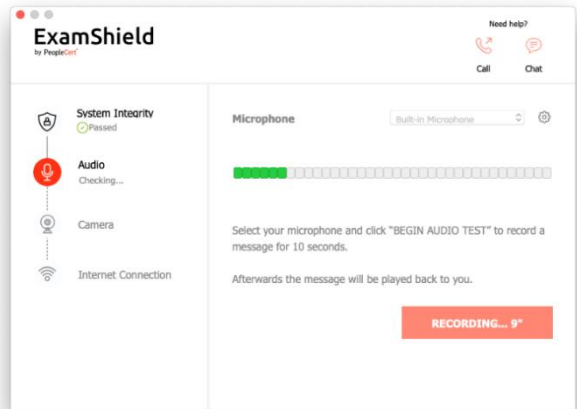 Need help?
ExamShield
by PeopleCert
Call
Chat
System Integrity
Passed
Audio
Checking...
Camera
Internet Connection
Microphone
Built-in Microphone
Select your microphone and click "BEGIN AUDIO TEST" to record a
message for 10 seconds.
Afterwards the message will be played back to you.
RECORDING... 9"